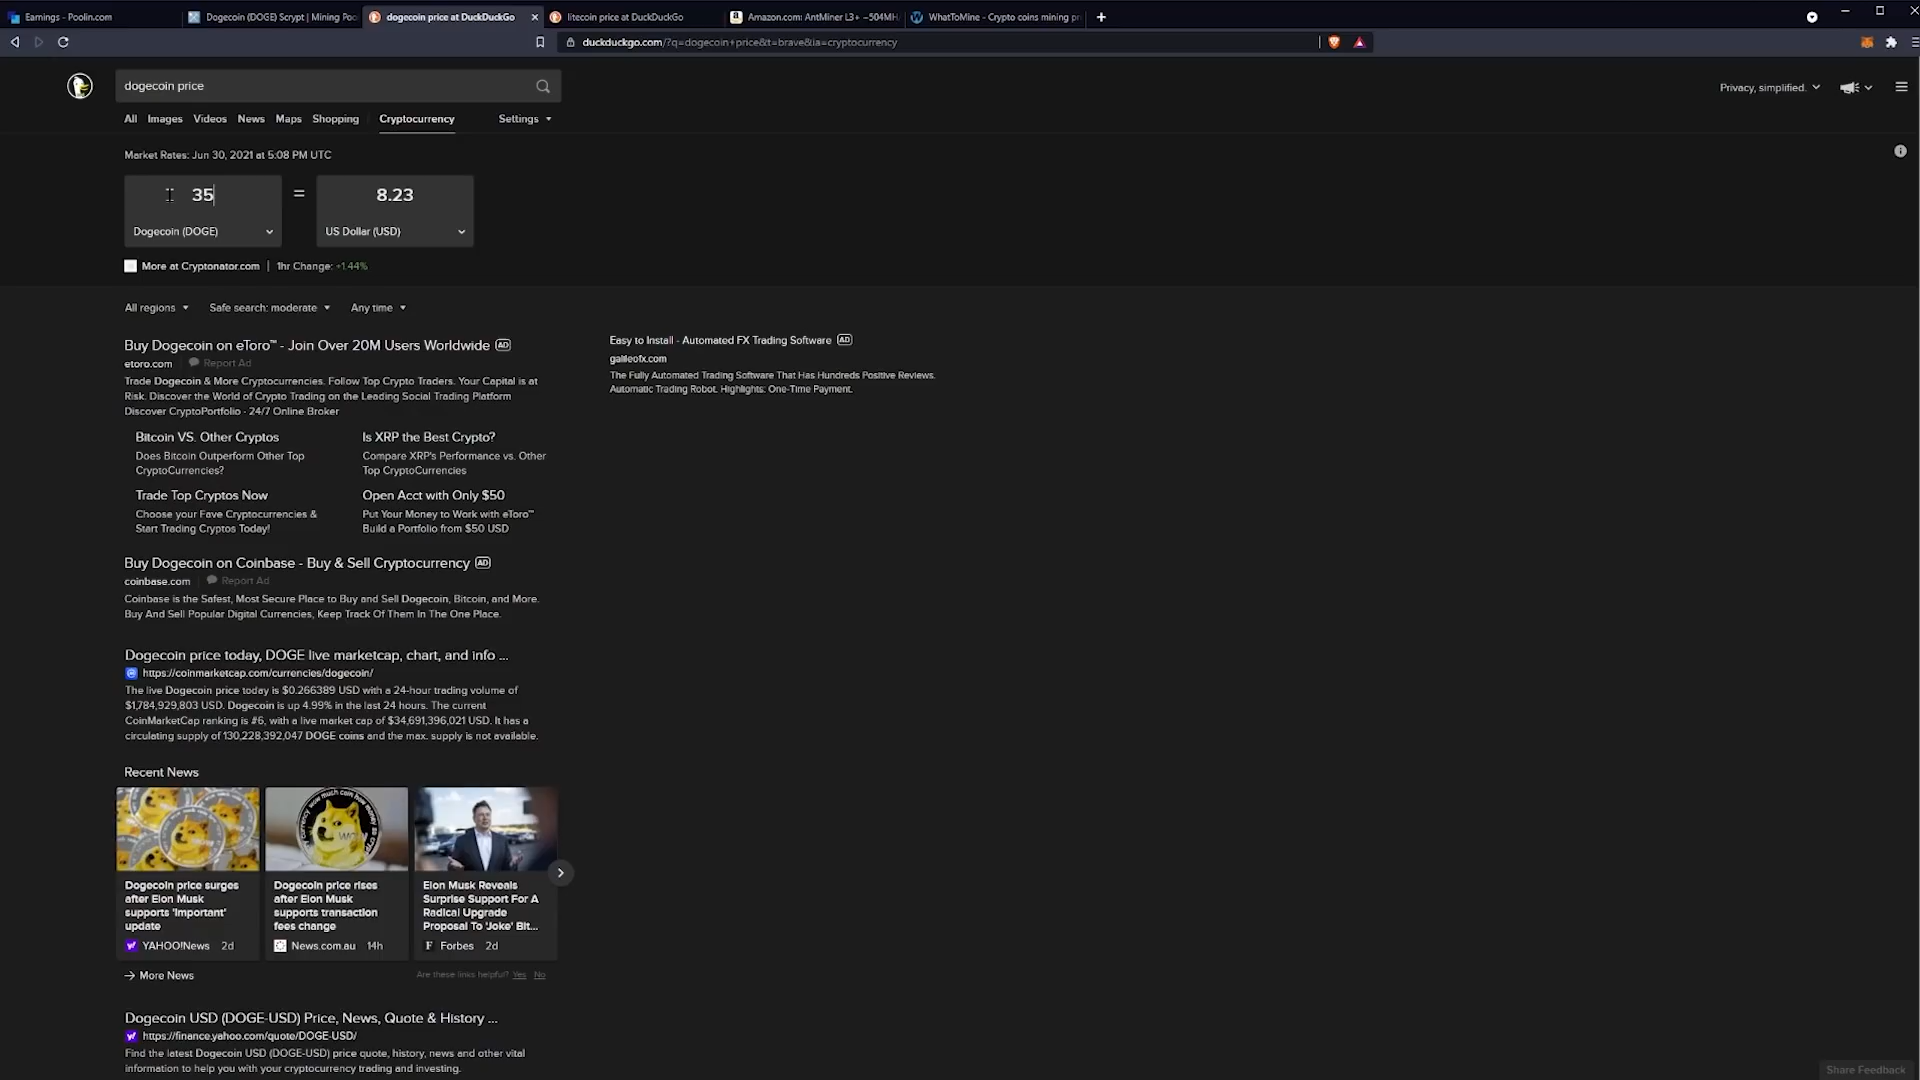 Earnings - Poolin.com
Dogecoin (DOGE) Scrypt | Mining Poo
dogecoin price at DuckDuckGo
litecoin price at DuckDuckGo
Amazon.com: AntMiner L3+ ~504MH
WhatToMine - Crypto coins mining pr
duckduckgo.com/?q=dogecoin+price&t=brave&ia=cryptocurrency
dogecoin price
Privacy, simplified.
All Images Videos News Maps Shopping Cryptocurrency Settings
Market Rates: Jun 30, 2021 at 5:08 PM UTC
35 = 8.23
Dogecoin (DOGE) US Dollar (USD)
More at Cryptonator.com | 1hr Change: +1.44%
All regions Safe search: moderate Any time
Buy Dogecoin on eToro™ - Join Over 20M Users Worldwide AD
etoro.com Report Ad
Trade Dogecoin & More Cryptocurrencies. Follow Top Crypto Traders. Your Capital is at
Risk. Discover the World of Crypto Trading on the Leading Social Trading Platform
Discover CryptoPortfolio - 24/7 Online Broker
Bitcoin VS. Other Cryptos
Does Bitcoin Outperform Other Top
CryptoCurrencies?
Is XRP the Best Crypto?
Compare XRP's Performance vs. Other
Top CryptoCurrencies
Trade Top Cryptos Now
Choose your Fave Cryptocurrencies &
Start Trading Cryptos Today!
Open Acct with Only $50
Put Your Money to Work with eToro™
Build a Portfolio from $50 USD
Easy to Install - Automated FX Trading Software AD
galileofx.com
The Fully Automated Trading Software That Has Hundreds Positive Reviews.
Automatic Trading Robot. Highlights: One-Time Payment.
Buy Dogecoin on Coinbase - Buy & Sell Cryptocurrency AD
coinbase.com Report Ad
Coinbase is the Safest, Most Secure Place to Buy and Sell Dogecoin, Bitcoin, and More.
Buy And Sell Popular Digital Currencies, Keep Track Of Them In The One Place.
Dogecoin price today, DOGE live marketcap, chart, and info ...
https://coinmarketcap.com/currencies/dogecoin/
The live Dogecoin price today is $0.266389 USD with a 24-hour trading volume of
$1,784,929,803 USD. Dogecoin is up 4.99% in the last 24 hours. The current
CoinMarketCap ranking is #6, with a live market cap of $34,691,396,021 USD. It has a
circulating supply of 130,228,392,047 DOGE coins and the max. supply is not available.
Recent News
Dogecoin price surges
after Elon Musk
supports 'important'
update
YAHOO!News 2d
Dogecoin price rises
after Elon Musk
supports transaction
fees change
News.com.au 14h
Elon Musk Reveals
Surprise Support For A
Radical Upgrade
Proposal To 'Joke' Bit...
Forbes 2d
More News
Are these links helpful? Yes No
Dogecoin USD (DOGE-USD) Price, News, Quote & History ...
https://finance.yahoo.com/quote/DOGE-USD/
Find the latest Dogecoin USD (DOGE-USD) price quote, history, news and other vital
information to help you with your cryptocurrency trading and investing.
Share Feedback